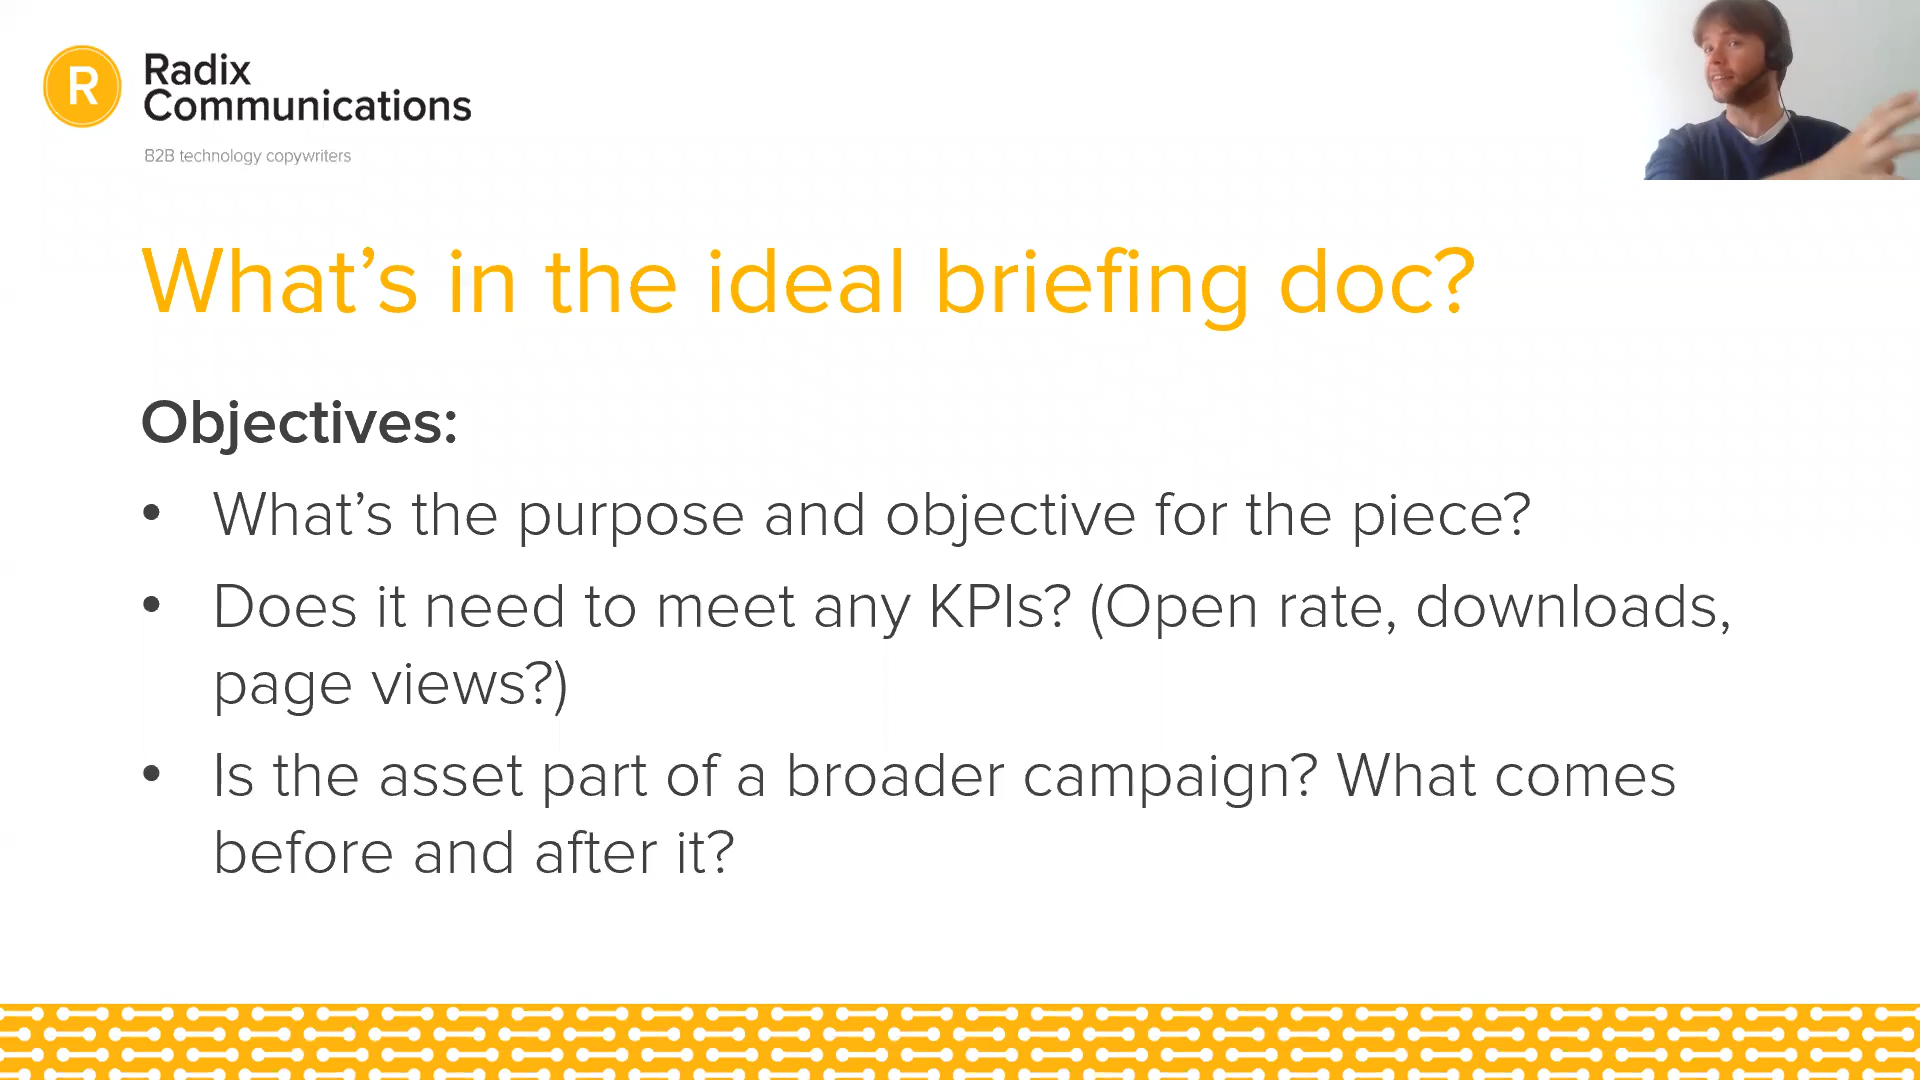 R
Radix
Communications
B2B technology copywriters
What’s in the ideal briefing doc?
Objectives:
• What’s the purpose and objective for the piece?
• Does it need to meet any KPIs? (Open rate, downloads,
page views?)
• Is the asset part of a broader campaign? What comes
before and after it?